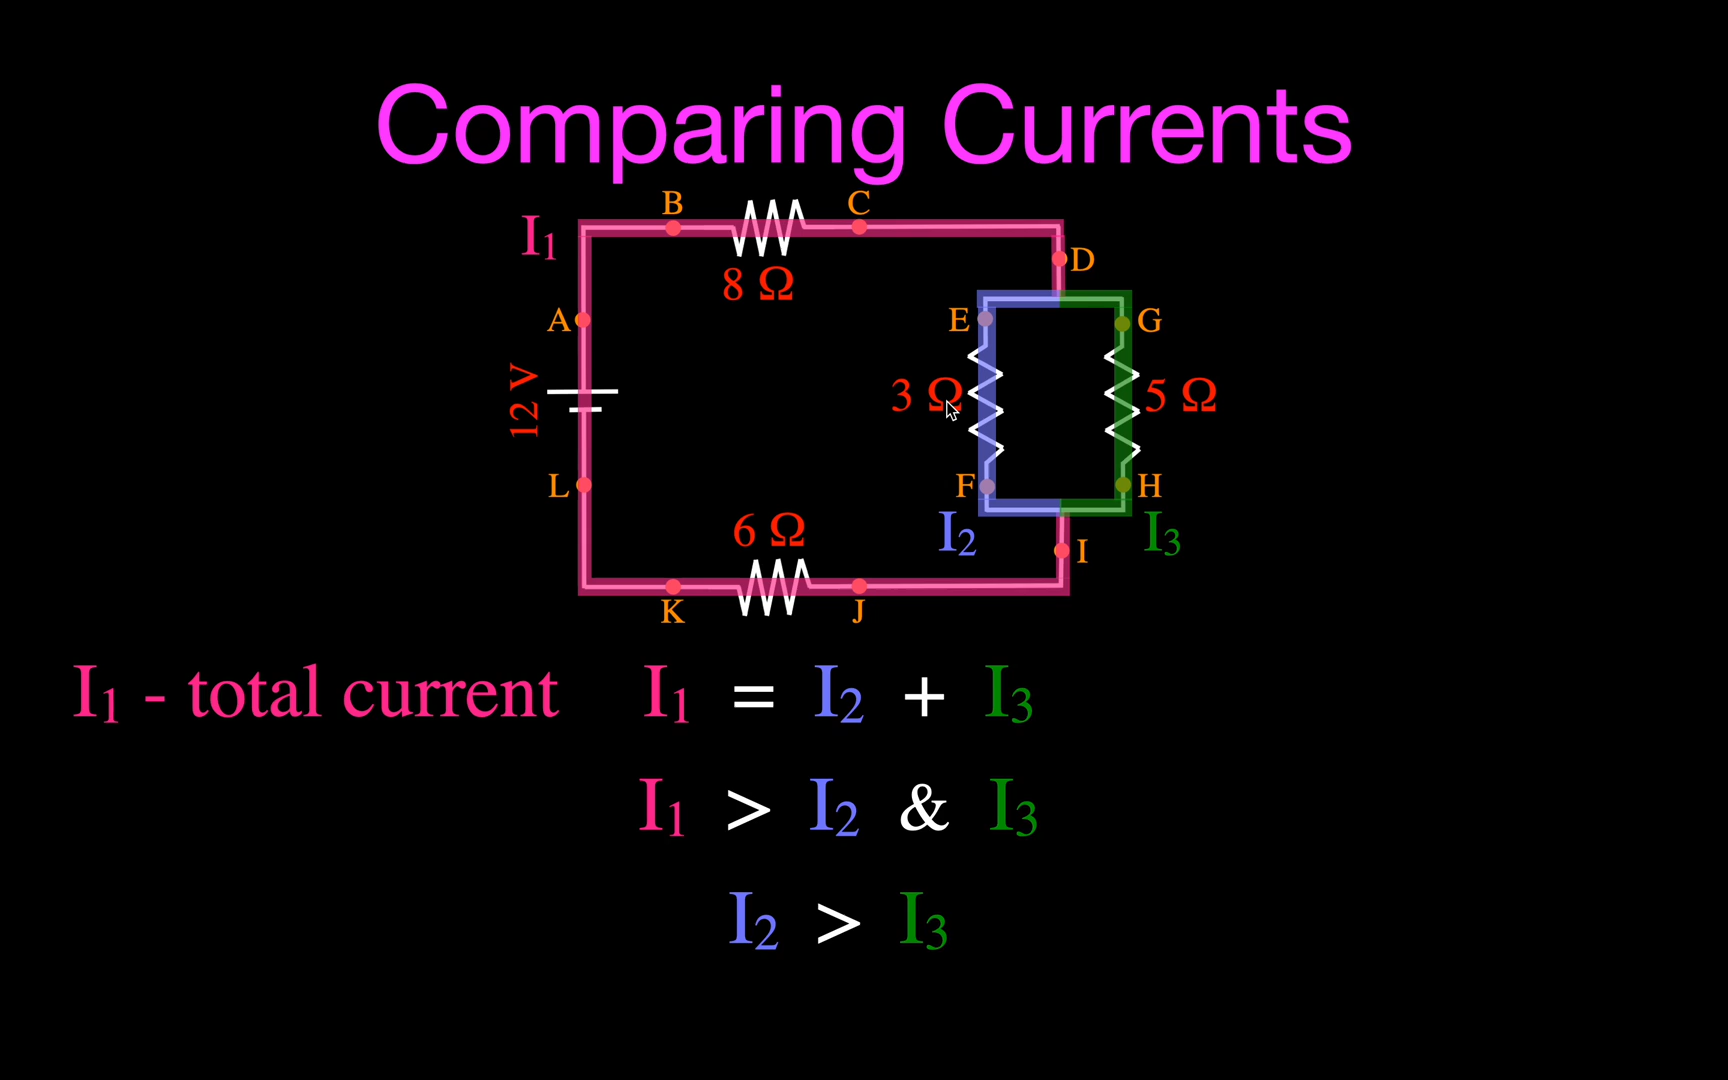 Comparing Currents
B
C
I₁
8 Ω
D
A
E
G
12 V
3 Ω
5 Ω
L
F
H
6 Ω
I₂
I₃
I
K
J
I₁ - total current
I₁ = I₂ + I₃
I₁ > I₂ & I₃
I₂ > I₃